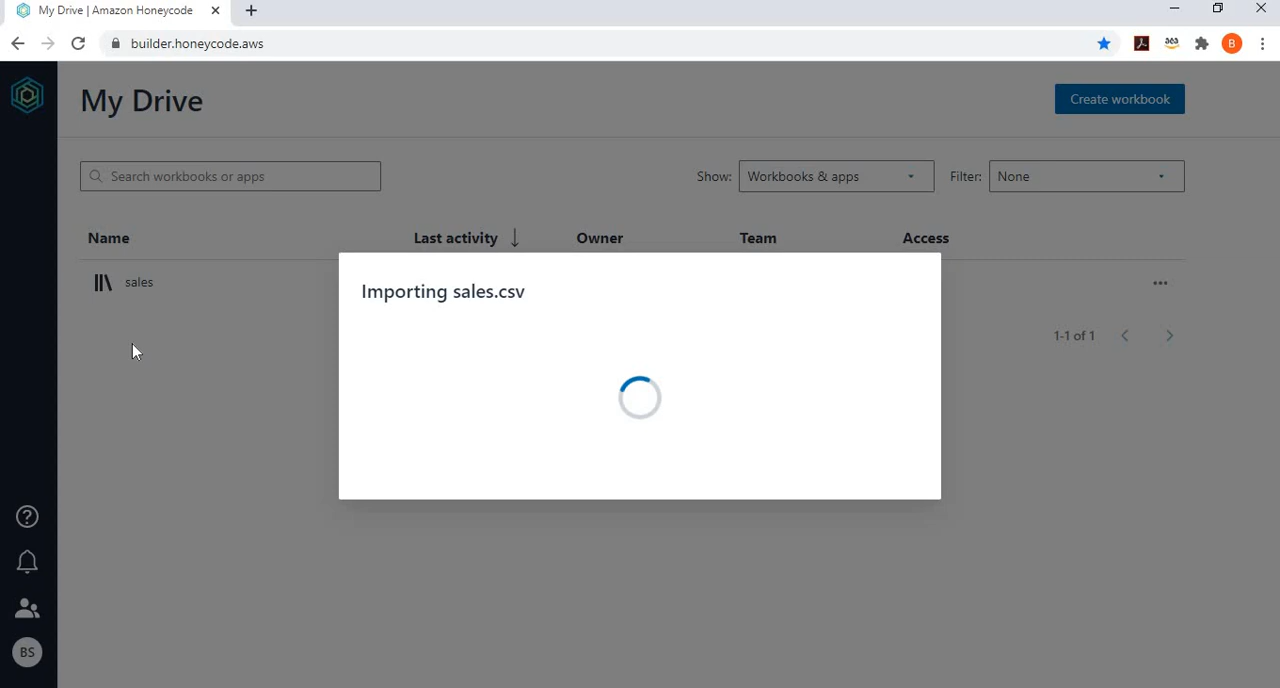 My Drive | Amazon Honeycode
builder.honeycode.aws
B
My Drive
Create workbook
Search workbooks or apps
Show: Workbooks & apps Filter: None
Name Last activity Owner Team Access
sales
Importing sales.csv
1-1 of 1
BS